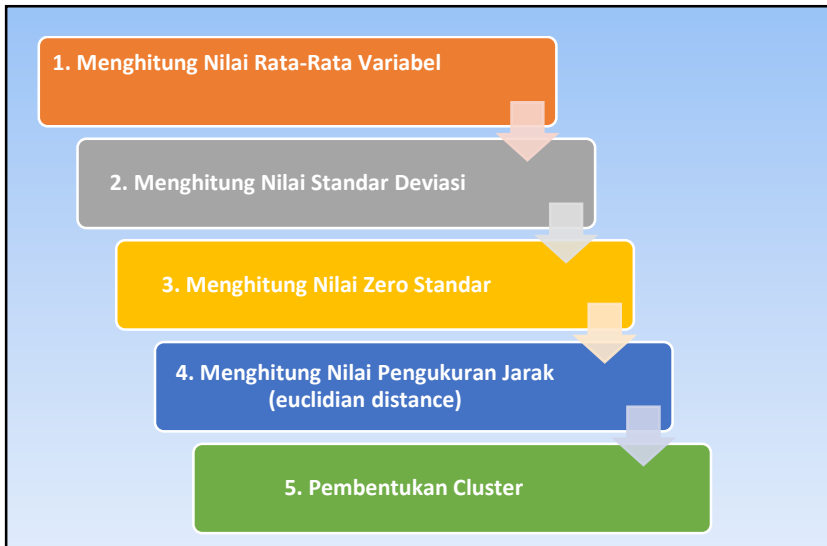 1. Menghitung Nilai Rata-Rata Variabel
2. Menghitung Nilai Standar Deviasi
3. Menghitung Nilai Zero Standar
4. Menghitung Nilai Pengukuran Jarak
(euclidian distance)
5. Pembentukan Cluster